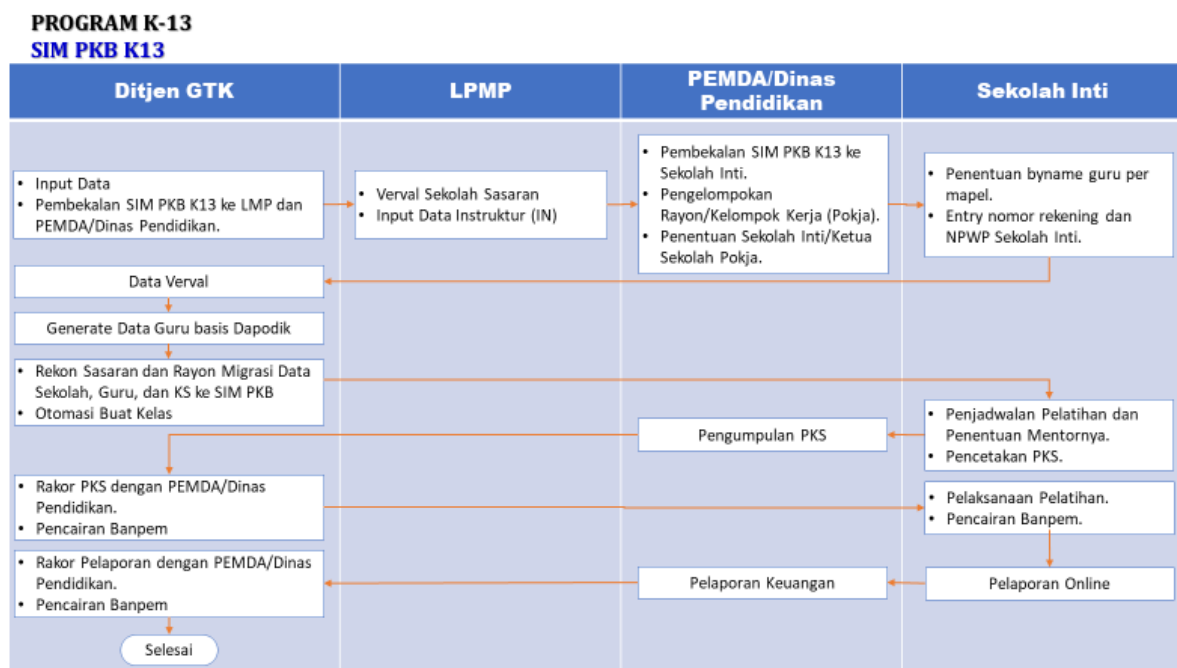 PROGRAM K-13
SIM PKB K13
Ditjen GTK
LPMP
PEMDA/Dinas
Pendidikan
Sekolah Inti
• Input Data
• Pembekalan SIM PKB K13 ke LMP dan
PEMDA/Dinas Pendidikan.
• Verval Sekolah Sasaran
• Input Data Instruktur (IN)
• Pembekalan SIM PKB K13 ke
Sekolah Inti.
• Pengelompokan
Rayon/Kelompok Kerja (Pokja).
• Penentuan Sekolah Inti/Ketua
Sekolah Pokja.
• Penentuan byname guru per
mapel.
• Entry nomor rekening dan
NPWP Sekolah Inti.
Data Verval
Generate Data Guru basis Dapodik
• Rekon Sasaran dan Rayon Migrasi Data
Sekolah, Guru, dan KS ke SIM PKB
• Otomasi Buat Kelas
• Penjadwalan Pelatihan dan
Penentuan Mentornya.
• Pencetakan PKS.
Pengumpulan PKS
• Rakor PKS dengan PEMDA/Dinas
Pendidikan.
• Pencairan Banpem
• Pelaksanaan Pelatihan.
• Pencairan Banpem.
• Rakor Pelaporan dengan PEMDA/Dinas
Pendidikan.
• Pencairan Banpem
Pelaporan Keuangan
Pelaporan Online
Selesai